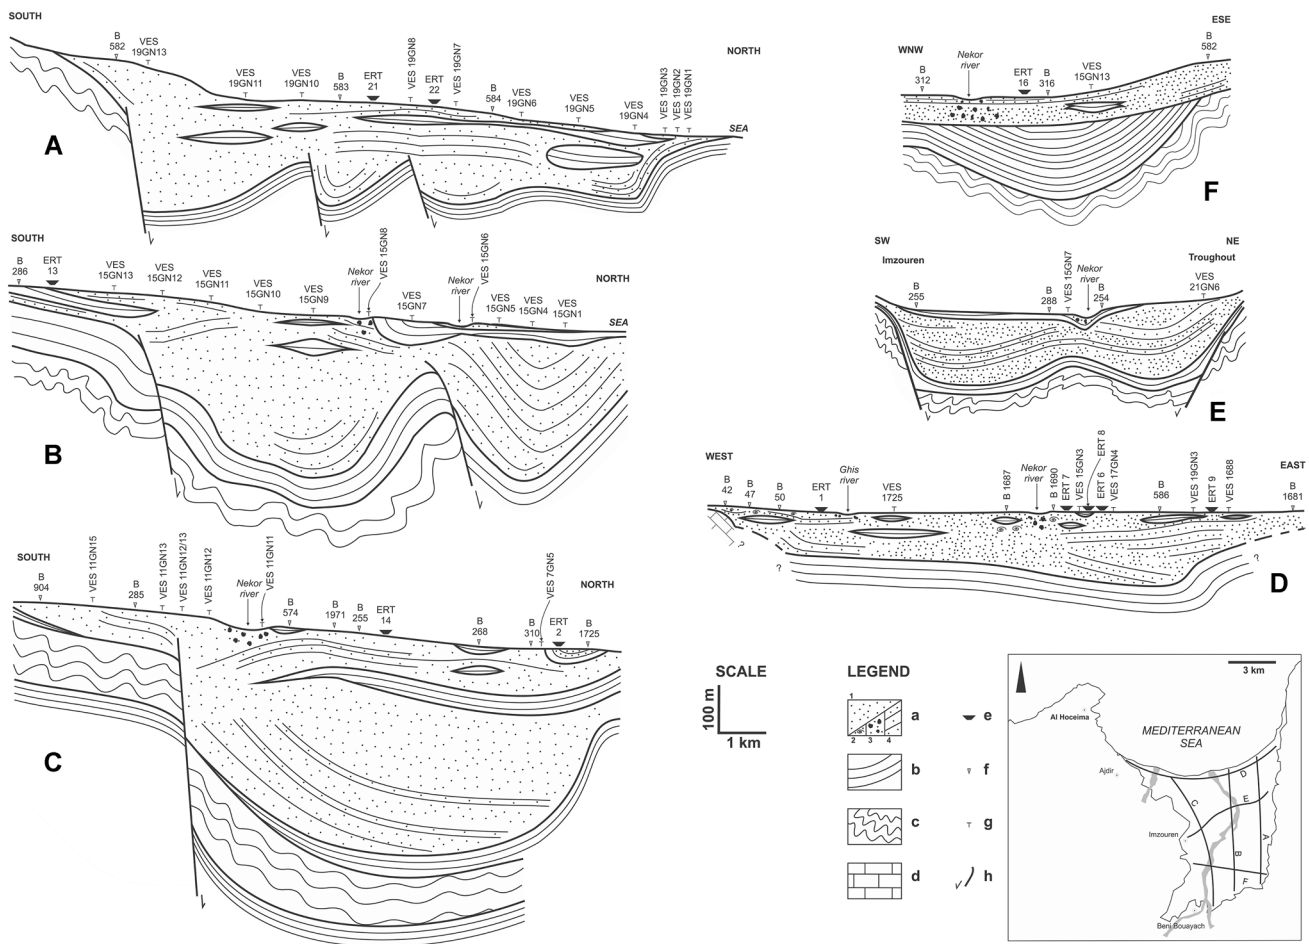 SOUTH
B
582
VES
19GN13
VES
19GN11
VES
19GN10
B
583
ERT
21
VES 19GN8
ERT
22
VES 19GN7
B
584
VES
19GN6
VES
19GN5
VES
19GN4
VES 19GN3
VES 19GN2
VES 19GN1
NORTH
SEA
A
SOUTH
B
286
ERT
13
VES
15GN13
VES
15GN12
VES
15GN11
VES
15GN10
VES
15GN9
Nekor
river
VES 15GN8
VES
15GN7
Nekor
river
VES 15GN6
VES
15GN5
VES
15GN4
VES
15GN1
NORTH
SEA
B
SOUTH
B
904
VES 11GN15
B
285
VES 11GN13
VES 11GN12/13
VES 11GN12
Nekor
river
VES 11GN11
B
574
B
1971
B
255
ERT
14
B
268
B
310
VES 7GN5
ERT
2
B
1725
NORTH
C
WNW
ESE
B
312
Nekor
river
ERT
16
B
316
VES
15GN13
B
582
F
SW
Imzouren
NE
Troughout
B
255
B
288
VES 15GN7
Nekor
river
B
254
VES
21GN6
E
WEST
B
42
B
47
B
50
ERT
1
Ghis
river
VES
1725
B 1687
Nekor
river
B 1690
ERT 7
VES 15GN3
ERT 8
ERT 6
VES 17GN4
B
586
VES 19GN3
ERT 9
VES 1688
EAST
B
1681
?
?
?
D
SCALE
100 m
1 km
LEGEND
1
2 3 4
a
b
c
d
e
f
g
h
3 km
Al Hoceima
MEDITERRANEAN
SEA
Ajdir
D
C
E
Imzouren
A
B
F
Beni Bouayach